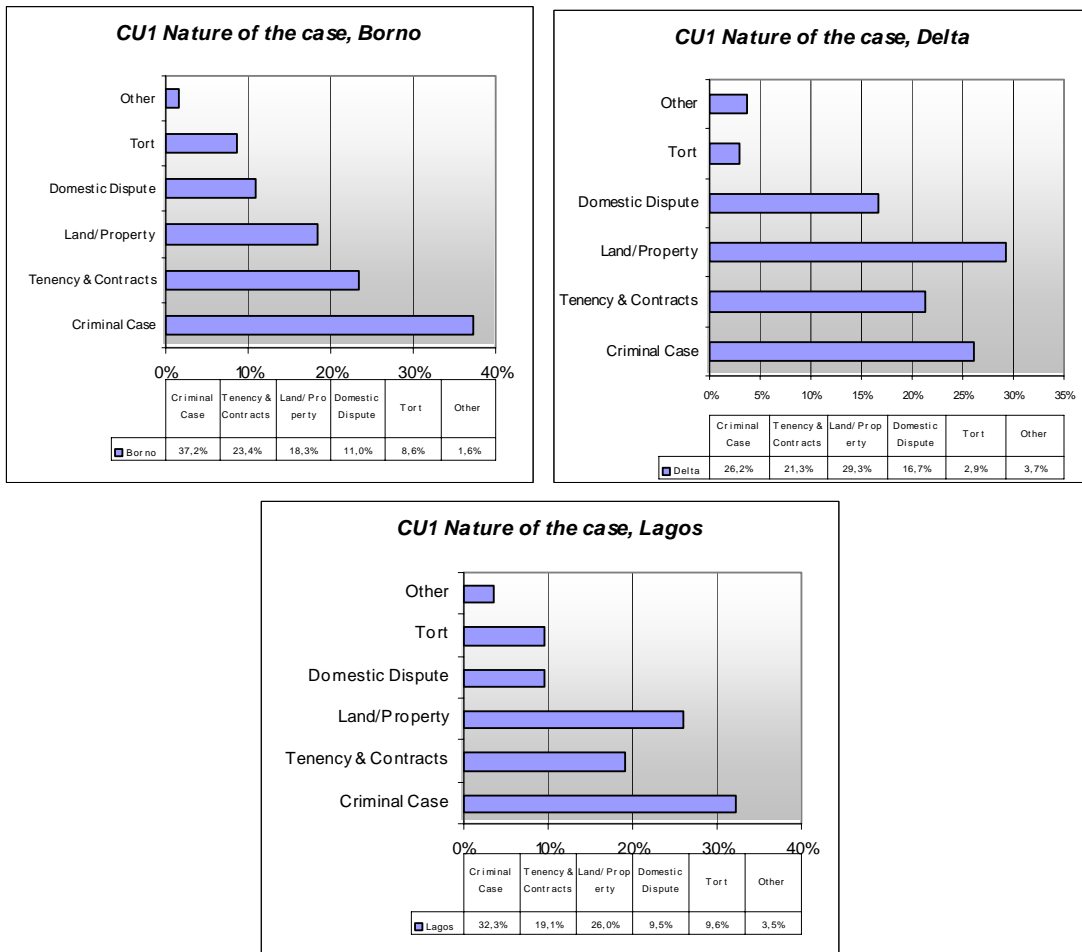 CU1 Nature of the case, Borno
Other
Tort
Domestic Dispute
Land/Property
Tenency & Contracts
Criminal Case
0% 10% 20% 30% 40%
Criminal Case Tenency & Contracts Land/Property Domestic Dispute Tort Other
Borno 37,2% 23,4% 18,3% 11,0% 8,6% 1,6%
CU1 Nature of the case, Delta
Other
Tort
Domestic Dispute
Land/Property
Tenency & Contracts
Criminal Case
0% 5% 10% 15% 20% 25% 30% 35%
Criminal Case Tenency & Contracts Land/Property Domestic Dispute Tort Other
Delta 26,2% 21,3% 29,3% 16,7% 2,9% 3,7%
CU1 Nature of the case, Lagos
Other
Tort
Domestic Dispute
Land/Property
Tenency & Contracts
Criminal Case
0% 10% 20% 30% 40%
Criminal Case Tenency & Contracts Land/Property Domestic Dispute Tort Other
Lagos 32,3% 19,1% 26,0% 9,5% 9,6% 3,5%